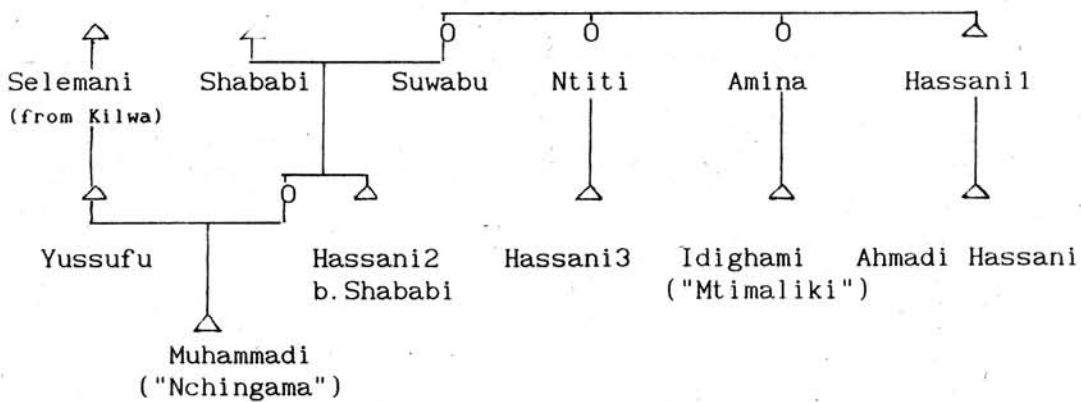 Selemani Shababi Suwabu Ntiti Amina Hassani1
(from Kilwa)
Yussufu Hassani2 Hassani3 Idighami Ahmadi Hassani
b.Shababi ("Mtimaliki")
Muhammadi
("Nchingama")